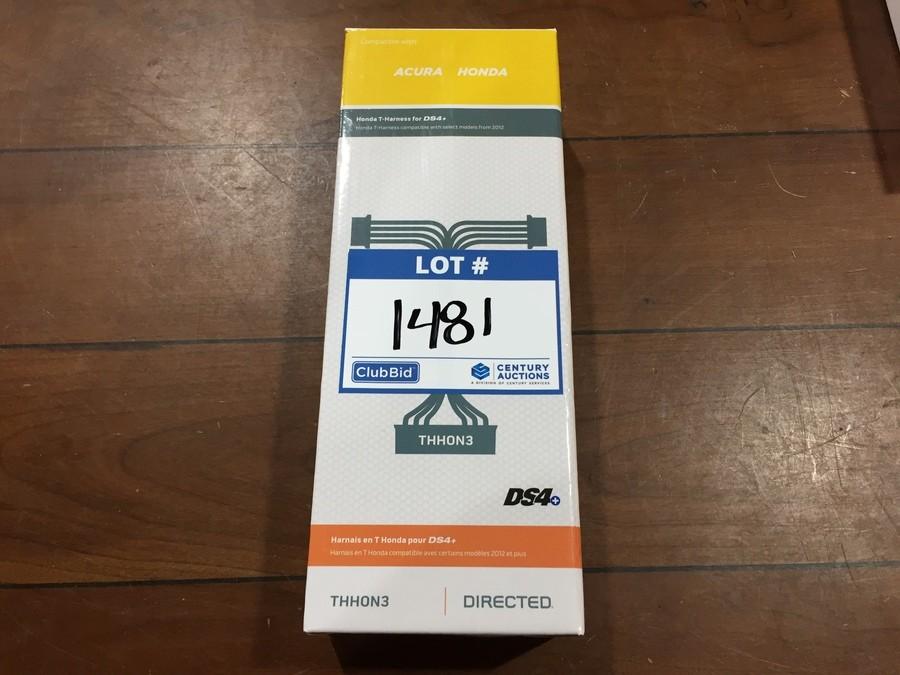 Compatible with:
ACURA HONDA
Honda T-Harness for DS4+
Honda T-Harness compatible with select models from 2012
LOT #
1481
ClubBid
CENTURY
AUCTIONS
A DIVISION OF CENTURY SERVICES
THHON3
DS4+
Harnais en T Honda pour DS4+
Harnais en T Honda compatible avec certains modèles 2012 et plus
THHON3
DIRECTED